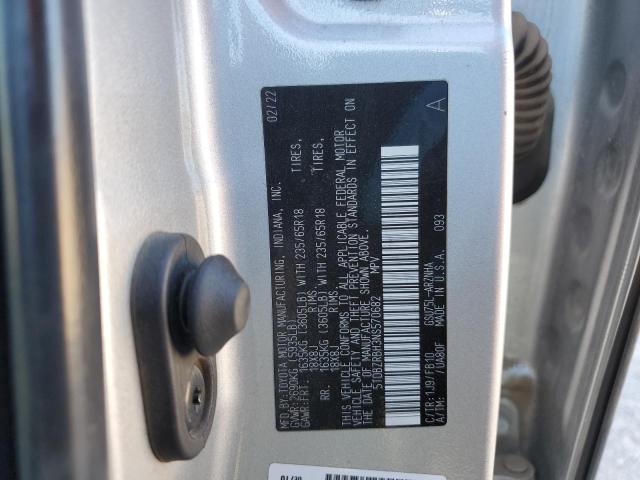 MFD.BY:TOYOTA MOTOR MANUFACTURING, INDIANA, INC. 02/22
GVWR: 2690KG (5935LB)
GAWR:FRT. 1635KG (3605LB) WITH 235/65R18 TIRES,
18X8J RIMS,
RR. 1635KG (3605LB) WITH 235/65R18 TIRES,
18X8J RIMS,
THIS VEHICLE CONFORMS TO ALL APPLICABLE FEDERAL MOTOR
VEHICLE SAFETY AND THEFT PREVENTION STANDARDS IN EFFECT ON
THE DATE OF MANUFACTURE SHOWN ABOVE.
5TDBZRBH3NS570682 MPV
C/TR:1J9/FB10 GSU75L-ARZNHA A
A/TM: /UA80F MADE IN U.S.A. 093